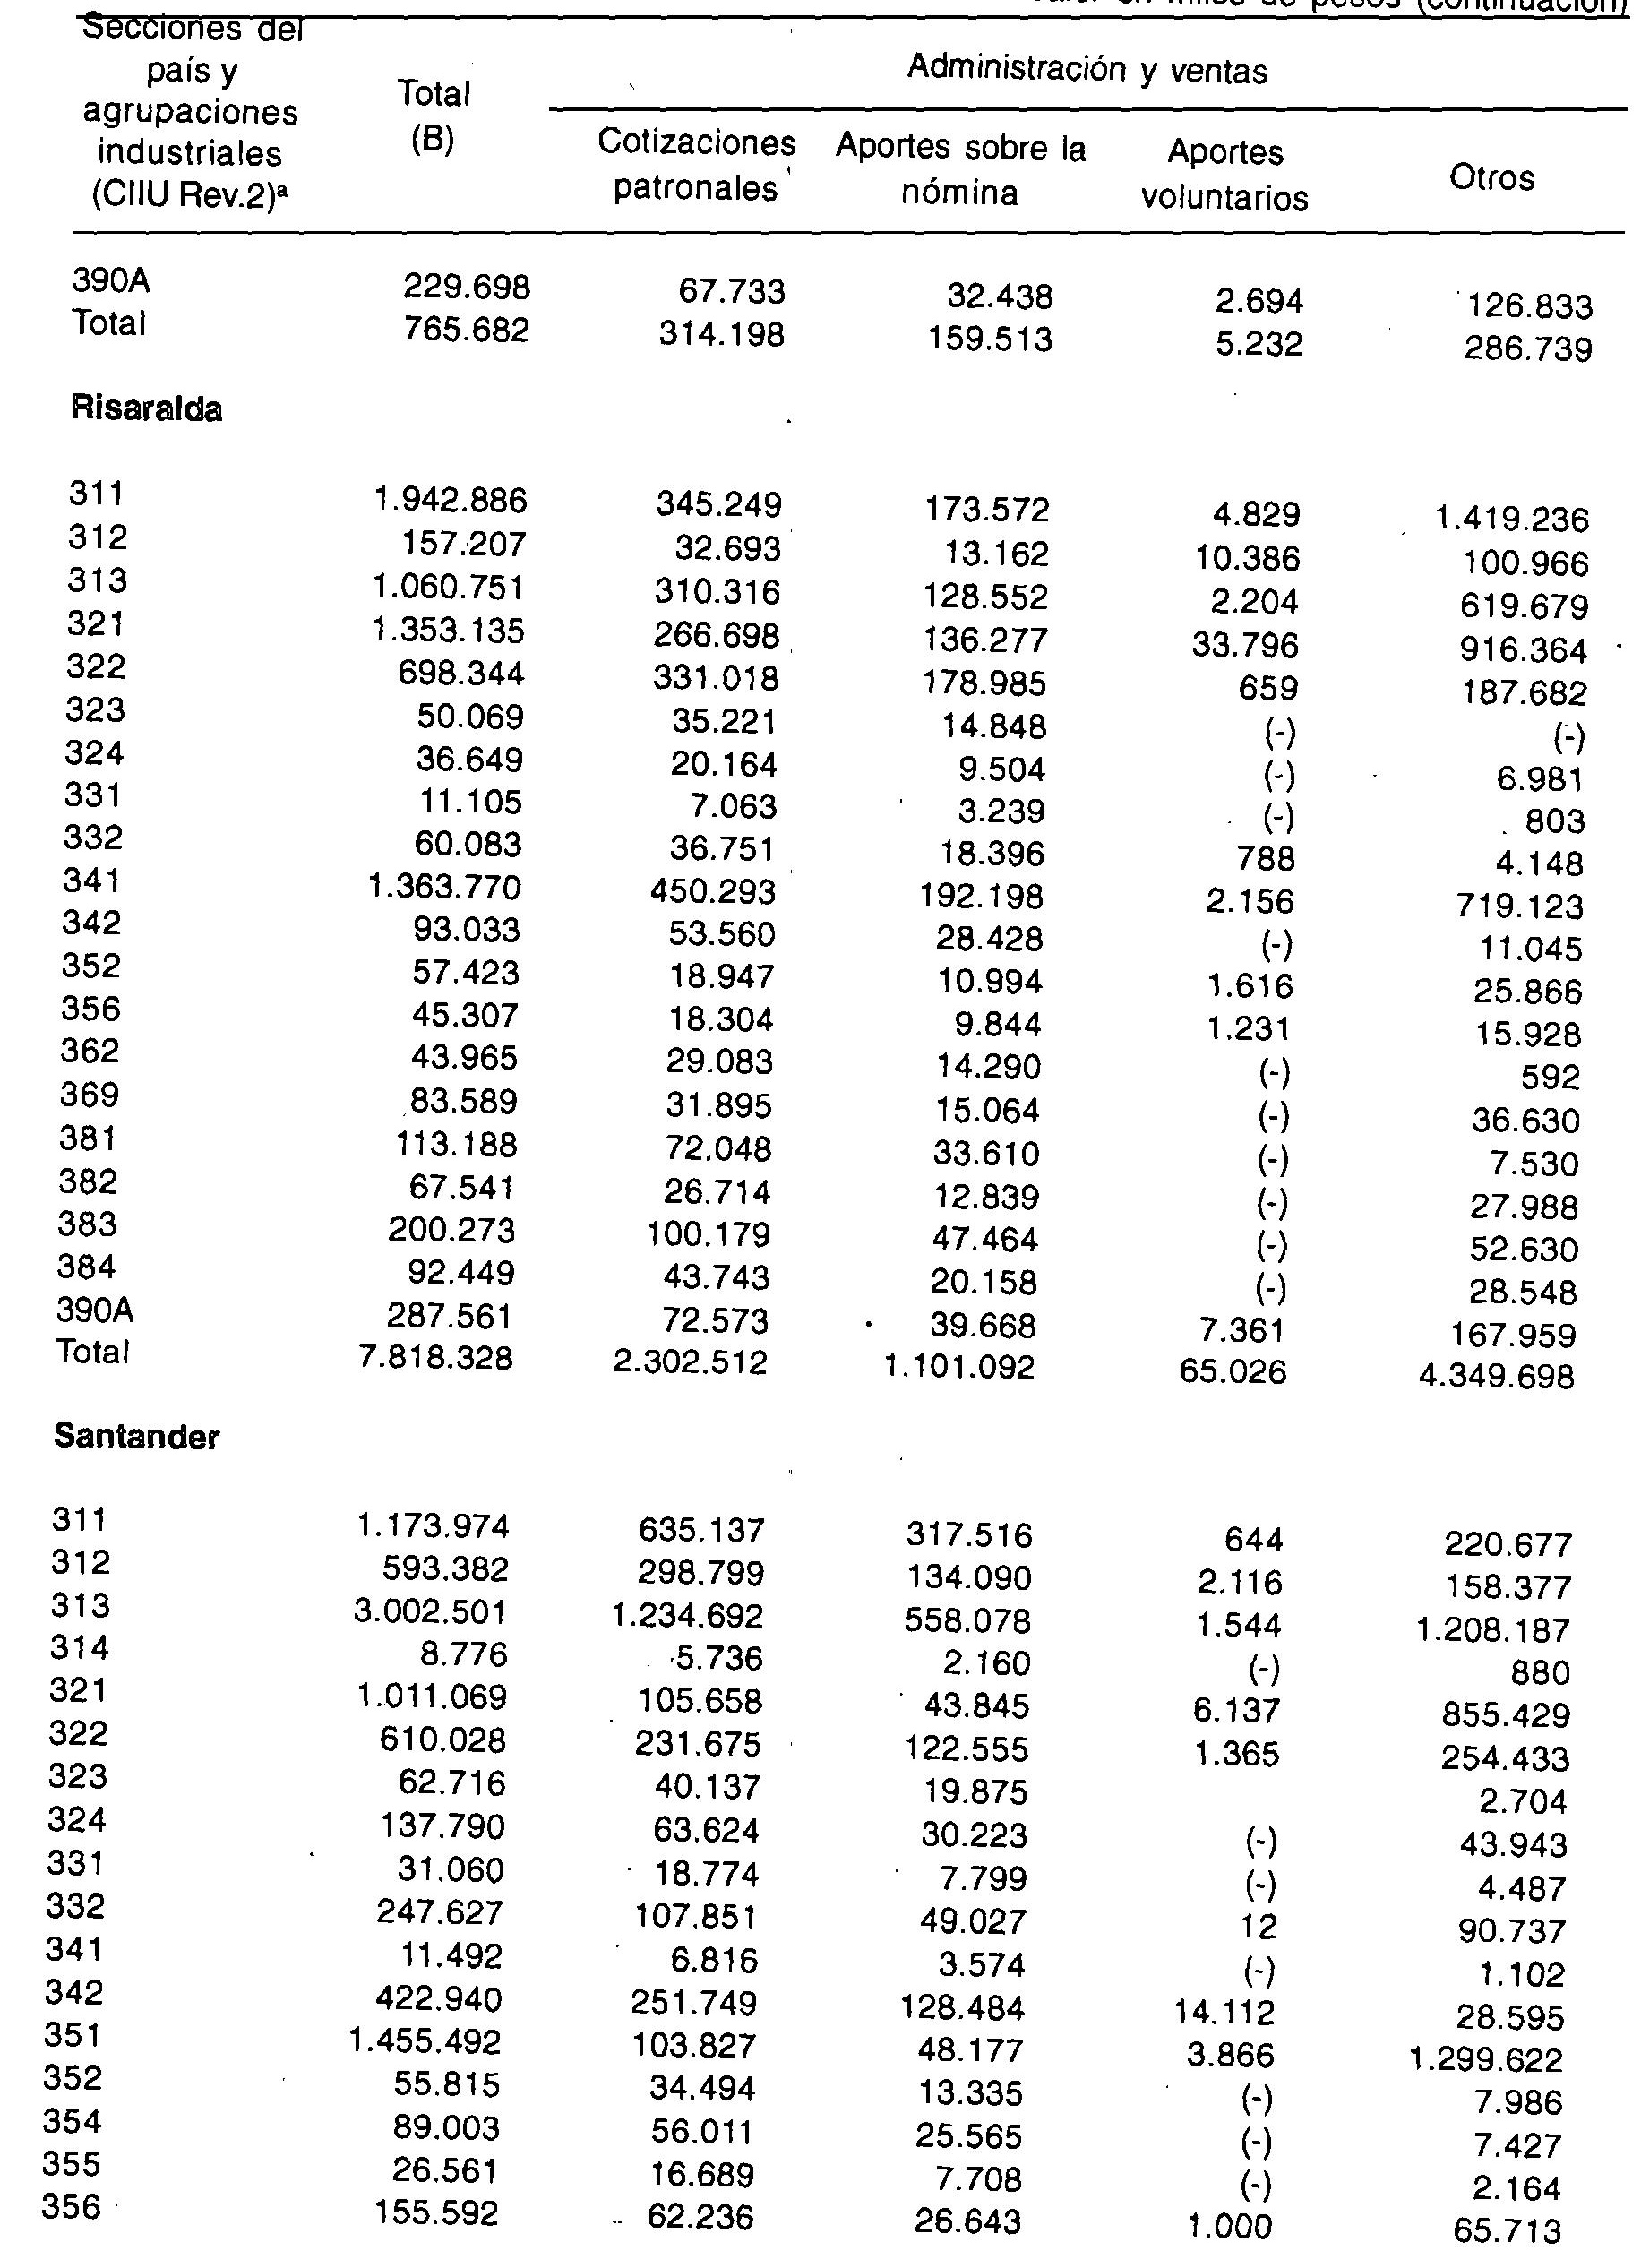 Valor en miles de pesos (continuación)
Secciones del país y agrupaciones industriales (CIIU Rev.2)ª Total (B) Administración y ventas
Cotizaciones patronales Aportes sobre la nómina Aportes voluntarios Otros
390A 229.698 67.733 32.438 2.694 126.833
Total 765.682 314.198 159.513 5.232 286.739
Risaralda
311 1.942.886 345.249 173.572 4.829 1.419.236
312 157.207 32.693 13.162 10.386 100.966
313 1.060.751 310.316 128.552 2.204 619.679
321 1.353.135 266.698 136.277 33.796 916.364
322 698.344 331.018 178.985 659 187.682
323 50.069 35.221 14.848 (-) (-)
324 36.649 20.164 9.504 (-) 6.981
331 11.105 7.063 3.239 (-) 803
332 60.083 36.751 18.396 788 4.148
341 1.363.770 450.293 192.198 2.156 719.123
342 93.033 53.560 28.428 (-) 11.045
352 57.423 18.947 10.994 1.616 25.866
356 45.307 18.304 9.844 1.231 15.928
362 43.965 29.083 14.290 (-) 592
369 83.589 31.895 15.064 (-) 36.630
381 113.188 72.048 33.610 (-) 7.530
382 67.541 26.714 12.839 (-) 27.988
383 200.273 100.179 47.464 (-) 52.630
384 92.449 43.743 20.158 (-) 28.548
390A 287.561 72.573 39.668 7.361 167.959
Total 7.818.328 2.302.512 1.101.092 65.026 4.349.698
Santander
311 1.173.974 635.137 317.516 644 220.677
312 593.382 298.799 134.090 2.116 158.377
313 3.002.501 1.234.692 558.078 1.544 1.208.187
314 8.776 5.736 2.160 (-) 880
321 1.011.069 105.658 43.845 6.137 855.429
322 610.028 231.675 122.555 1.365 254.433
323 62.716 40.137 19.875 2.704
324 137.790 63.624 30.223 (-) 43.943
331 31.060 18.774 7.799 (-) 4.487
332 247.627 107.851 49.027 12 90.737
341 11.492 6.816 3.574 (-) 1.102
342 422.940 251.749 128.484 14.112 28.595
351 1.455.492 103.827 48.177 3.866 1.299.622
352 55.815 34.494 13.335 (-) 7.986
354 89.003 56.011 25.565 (-) 7.427
355 26.561 16.689 7.708 (-) 2.164
356 155.592 62.236 26.643 1.000 65.713